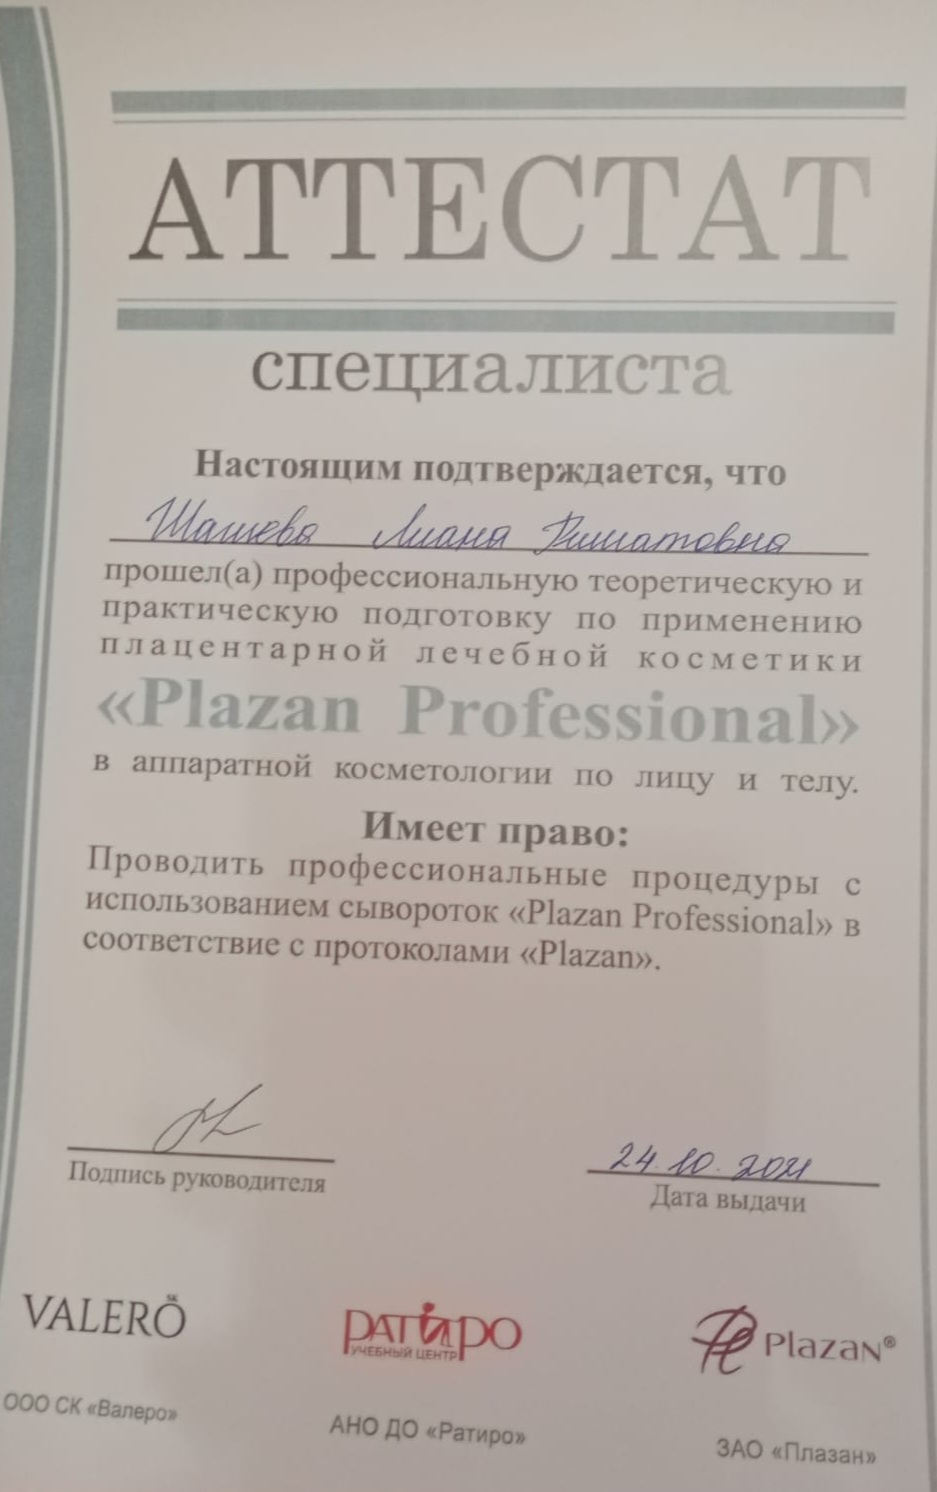 АТТЕСТАТ
специалиста
Настоящим подтверждается, что
Лиана
прошел(а) профессиональную теоретическую и
практическую подготовку по применению
плацентарной лечебной косметики
«Plazan Professional»
в аппаратной косметологии по лицу и телу.
Имеет право:
Проводить профессиональные процедуры с
использованием сывороток «Plazan Professional» в
соответствие с протоколами «Plazan».
24.10.2021
Подпись руководителя
Дата выдачи
VALERÖ SK
РАТИРО
УЧЕБНЫЙ ЦЕНТР
Plazan®
ООО СК «Валеро»
АНО ДО «Ратиро»
ЗАО «Плазан»